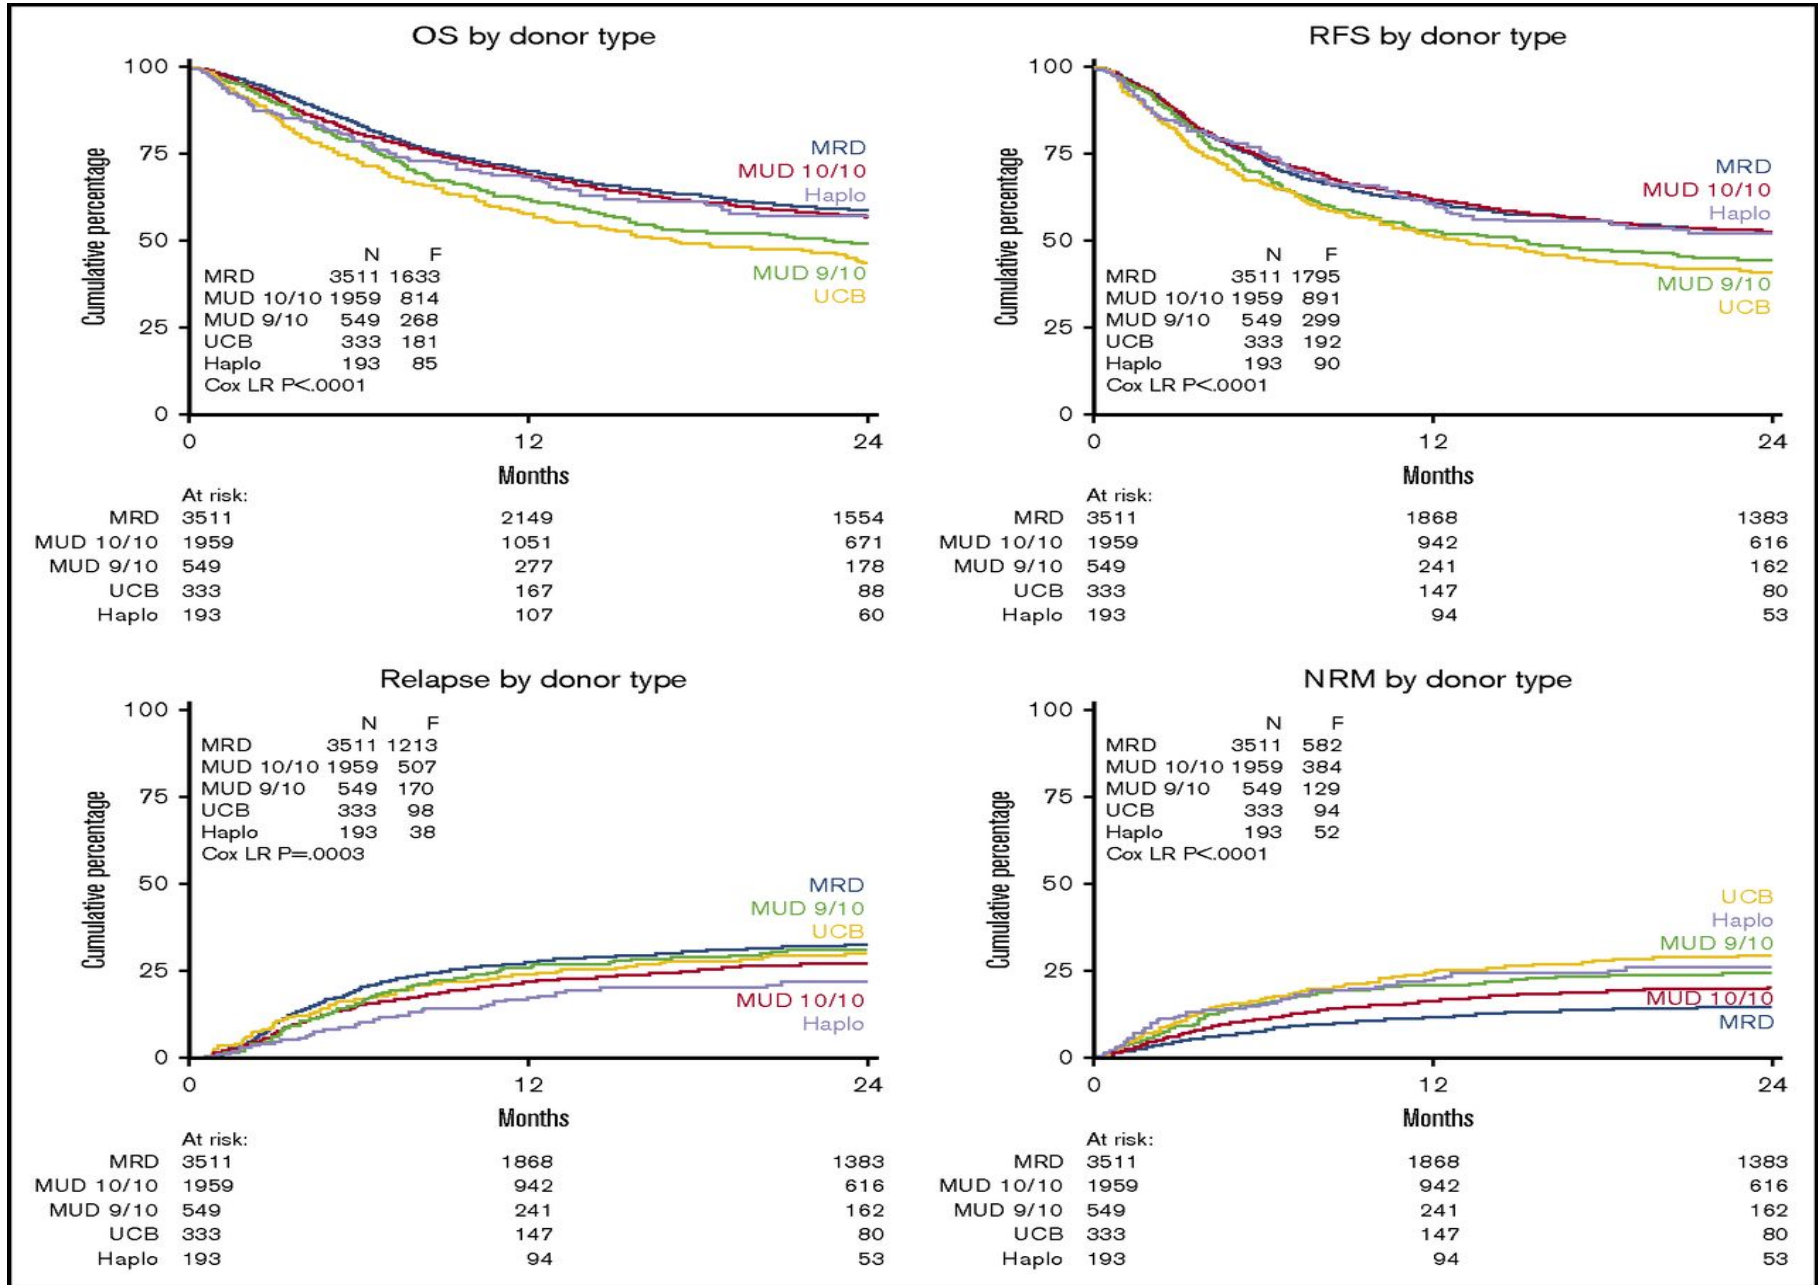 OS by donor type
100
75
50
25
0
Cumulative percentage
MRD
MUD 10/10
Haplo
MUD 9/10
UCB
N F
MRD 3511 1633
MUD 10/10 1959 814
MUD 9/10 549 268
UCB 333 181
Haplo 193 85
Cox LR P<.0001
0 12 24
Months
At risk:
MRD 3511 2149 1554
MUD 10/10 1959 1051 671
MUD 9/10 549 277 178
UCB 333 167 88
Haplo 193 107 60
RFS by donor type
100
75
50
25
0
Cumulative percentage
MRD
MUD 10/10
Haplo
MUD 9/10
UCB
N F
MRD 3511 1795
MUD 10/10 1959 891
MUD 9/10 549 299
UCB 333 192
Haplo 193 90
Cox LR P<.0001
0 12 24
Months
At risk:
MRD 3511 1868 1383
MUD 10/10 1959 942 616
MUD 9/10 549 241 162
UCB 333 147 80
Haplo 193 94 53
Relapse by donor type
100
75
50
25
0
Cumulative percentage
N F
MRD 3511 1213
MUD 10/10 1959 507
MUD 9/10 549 170
UCB 333 98
Haplo 193 38
Cox LR P=.0003
MRD
MUD 9/10
UCB
MUD 10/10
Haplo
0 12 24
Months
At risk:
MRD 3511 1868 1383
MUD 10/10 1959 942 616
MUD 9/10 549 241 162
UCB 333 147 80
Haplo 193 94 53
NRM by donor type
100
75
50
25
0
Cumulative percentage
N F
MRD 3511 582
MUD 10/10 1959 384
MUD 9/10 549 129
UCB 333 94
Haplo 193 52
Cox LR P<.0001
UCB
Haplo
MUD 9/10
MUD 10/10
MRD
0 12 24
Months
At risk:
MRD 3511 1868 1383
MUD 10/10 1959 942 616
MUD 9/10 549 241 162
UCB 333 147 80
Haplo 193 94 53